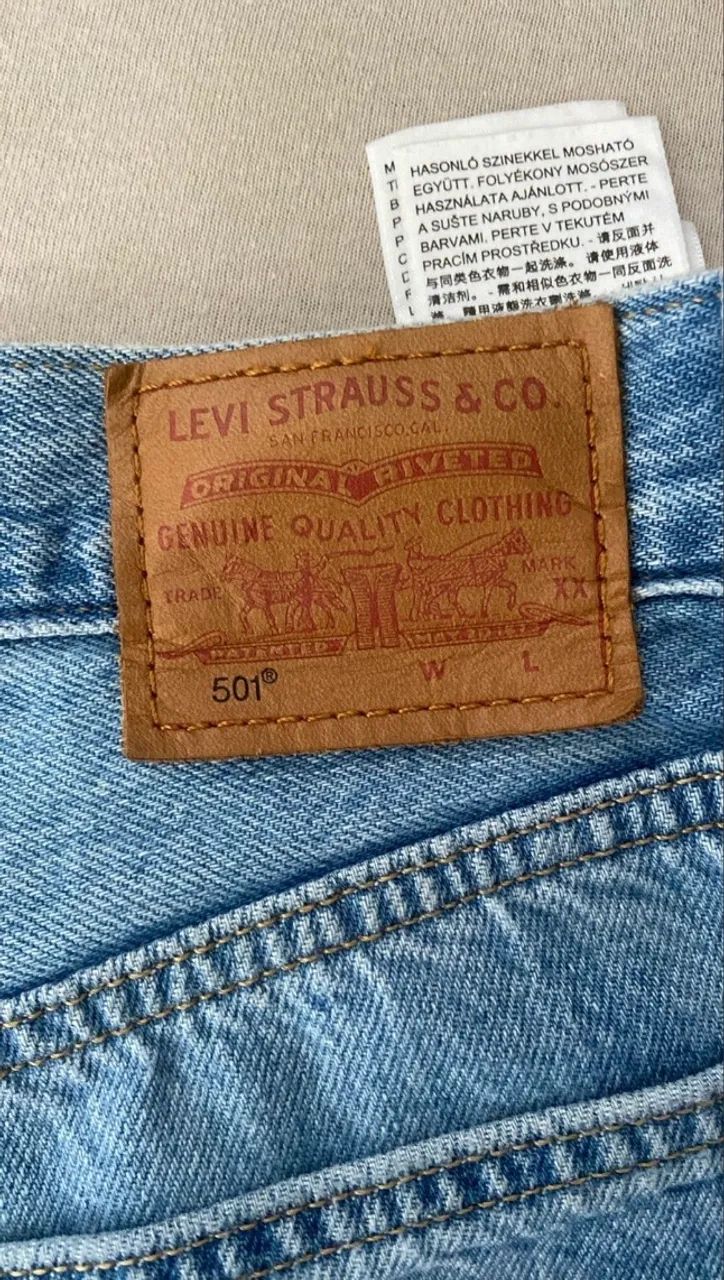 HASONLÓ SZINEKKEL MOSHATÓ
EGYÜTT. FOLYÉKONY MOSÓSZER
HASZNÁLATA AJÁNLOTT. - PERTE
A SUŠTE NARUBY, S PODOBNÝMI
BARVAMI. PERTE V TEKUTÉM
PRACÍM PROSTŘEDKU. - 请反面并
与同类色衣物一起洗涤。 请使用液体
清洁剂。 - 需和相似色衣物一同反面洗
LEVI STRAUSS & CO.
SAN FRANCISCO, CAL.
ORIGINAL RIVETED
GENUINE QUALITY CLOTHING
TRADE MARK
XX
PATENTED MAY
501® W L